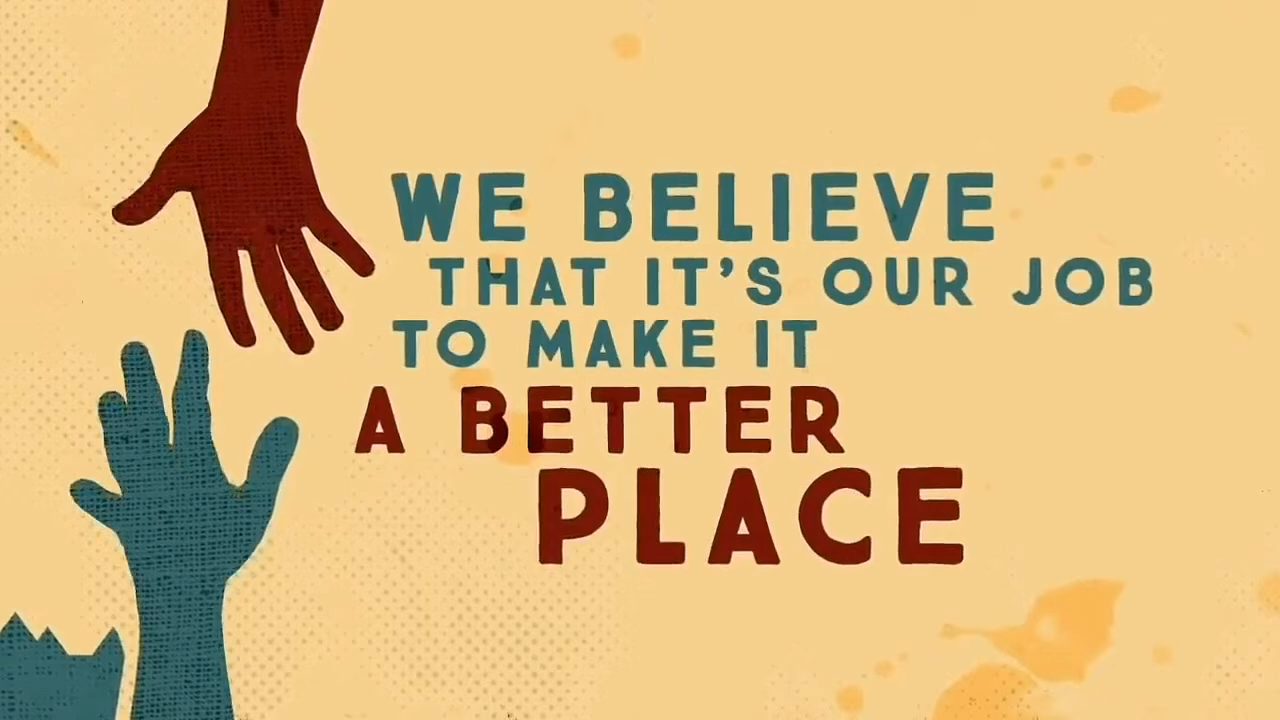 WE BELIEVE
THAT IT'S OUR JOB
TO MAKE IT
A BETTER
PLACE